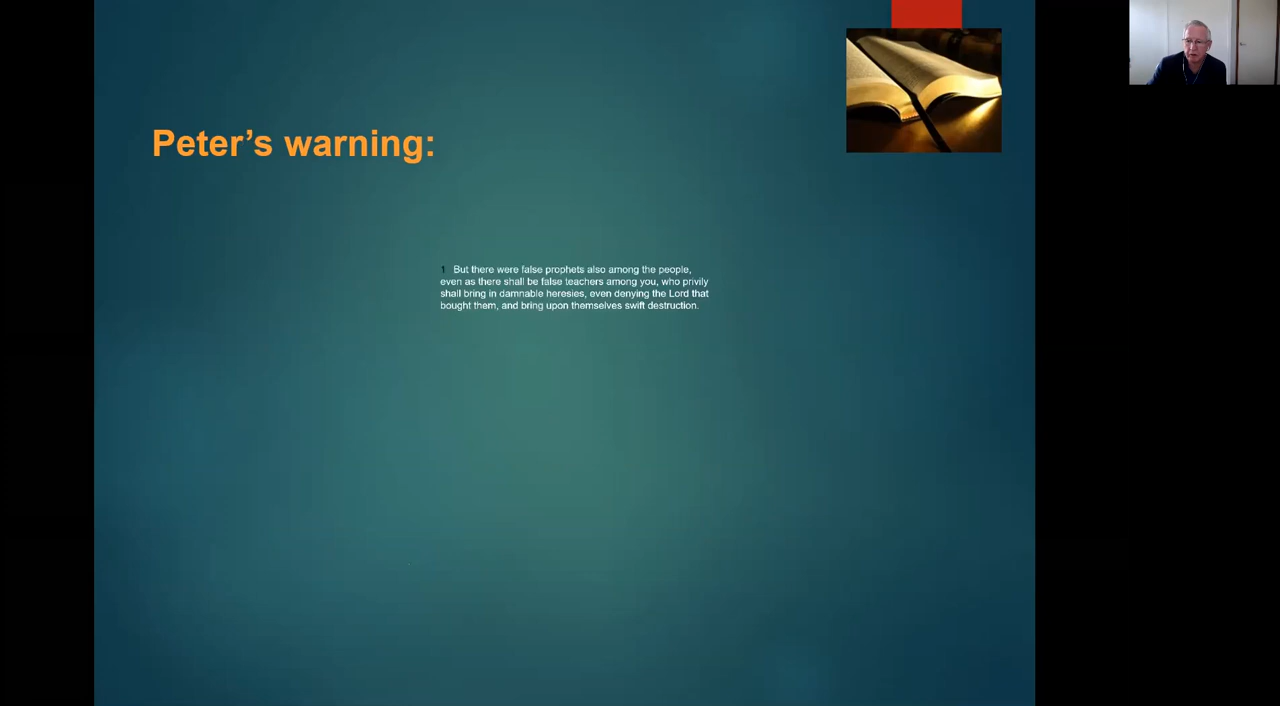 Peter’s warning:
1 But there were false prophets also among the people,
even as there shall be false teachers among you, who privily
shall bring in damnable heresies, even denying the Lord that
bought them, and bring upon themselves swift destruction.